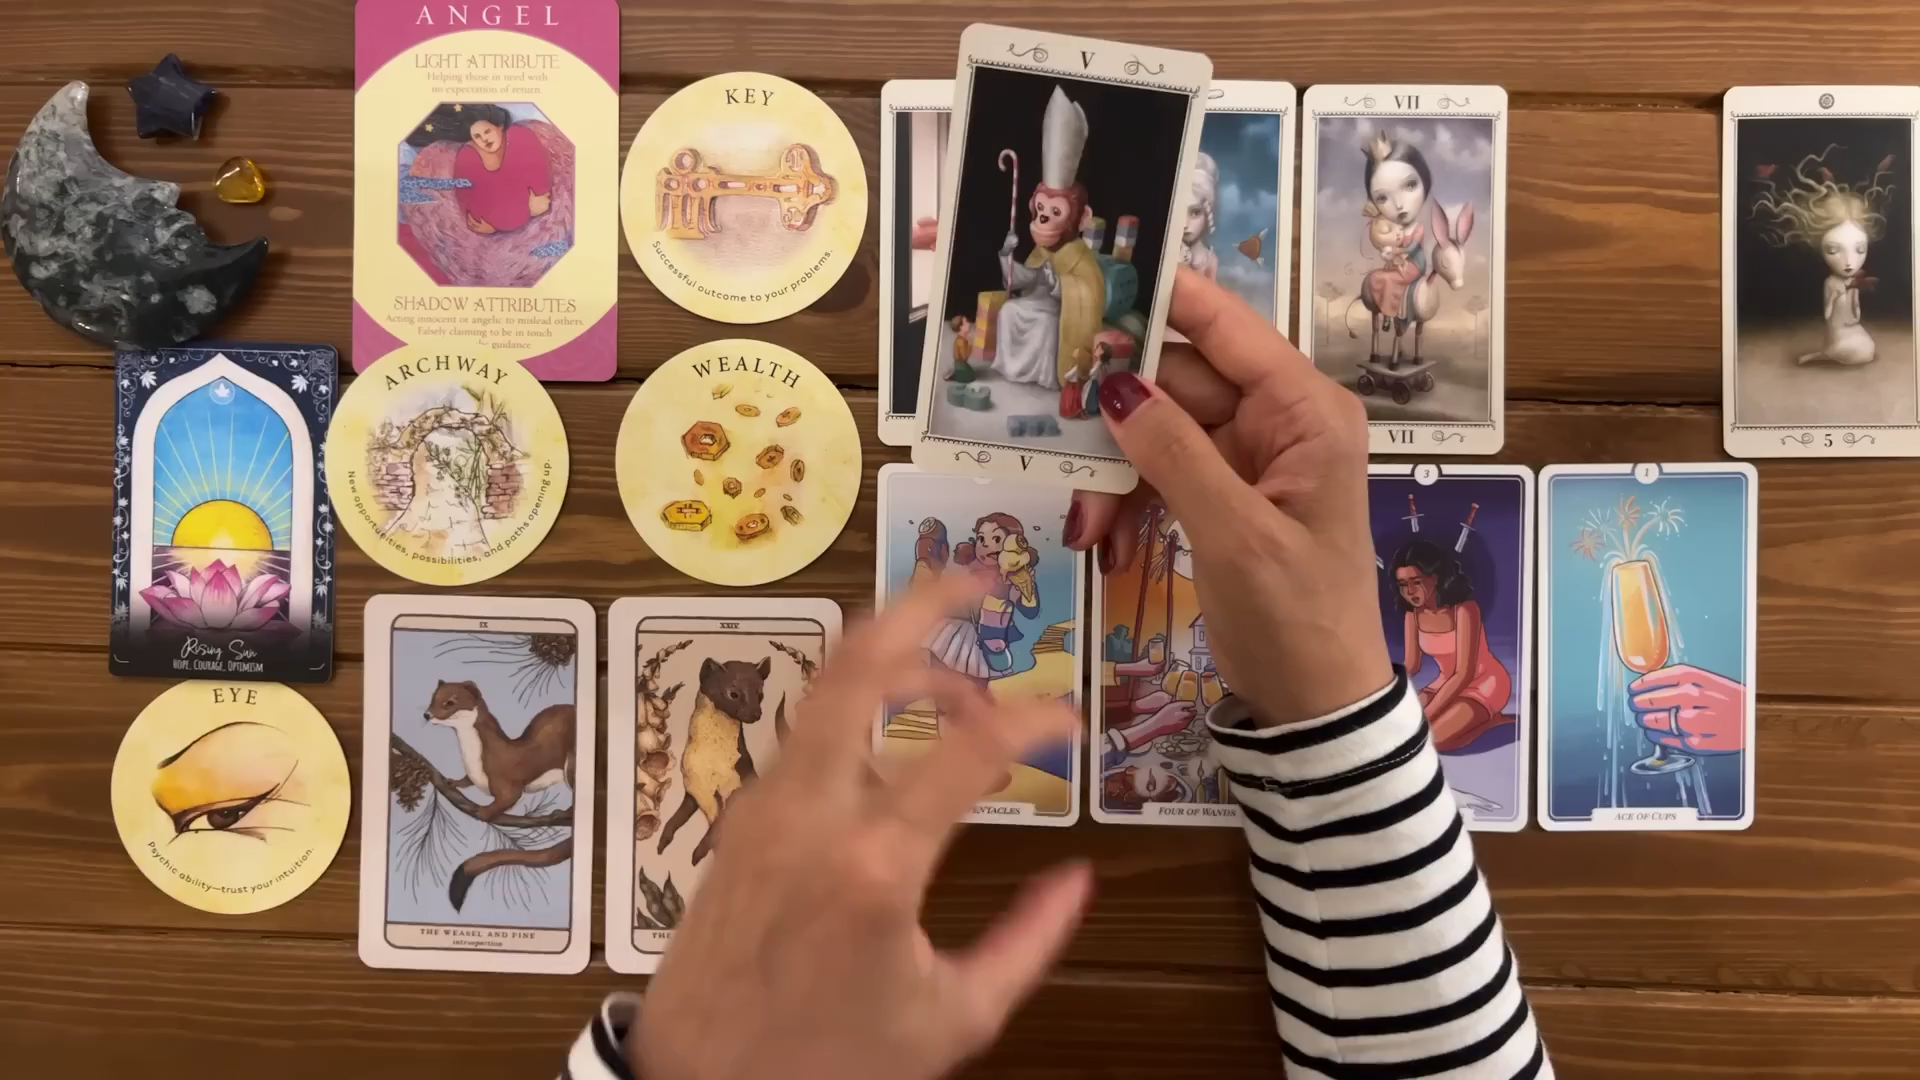 ANGEL
LIGHT ATTRIBUTE
Helping those in need with
no expectation of return.
SHADOW ATTRIBUTES
Acting innocent or angelic to mislead others.
Falsely claiming to be in touch
guidance
KEY
Successful outcome to your problems.
ARCHWAY
New opportunities, possibilities, and paths opening up.
WEALTH
Rising Sun
HOPE, COURAGE, OPTIMISM
EYE
Psychic ability—trust your intuition.
IX
THE WEASEL AND PINE
introspection
XXIV
THE
V
V
VII
VII
5
PENTACLES
FOUR OF WANDS
3
1
ACE OF CUPS